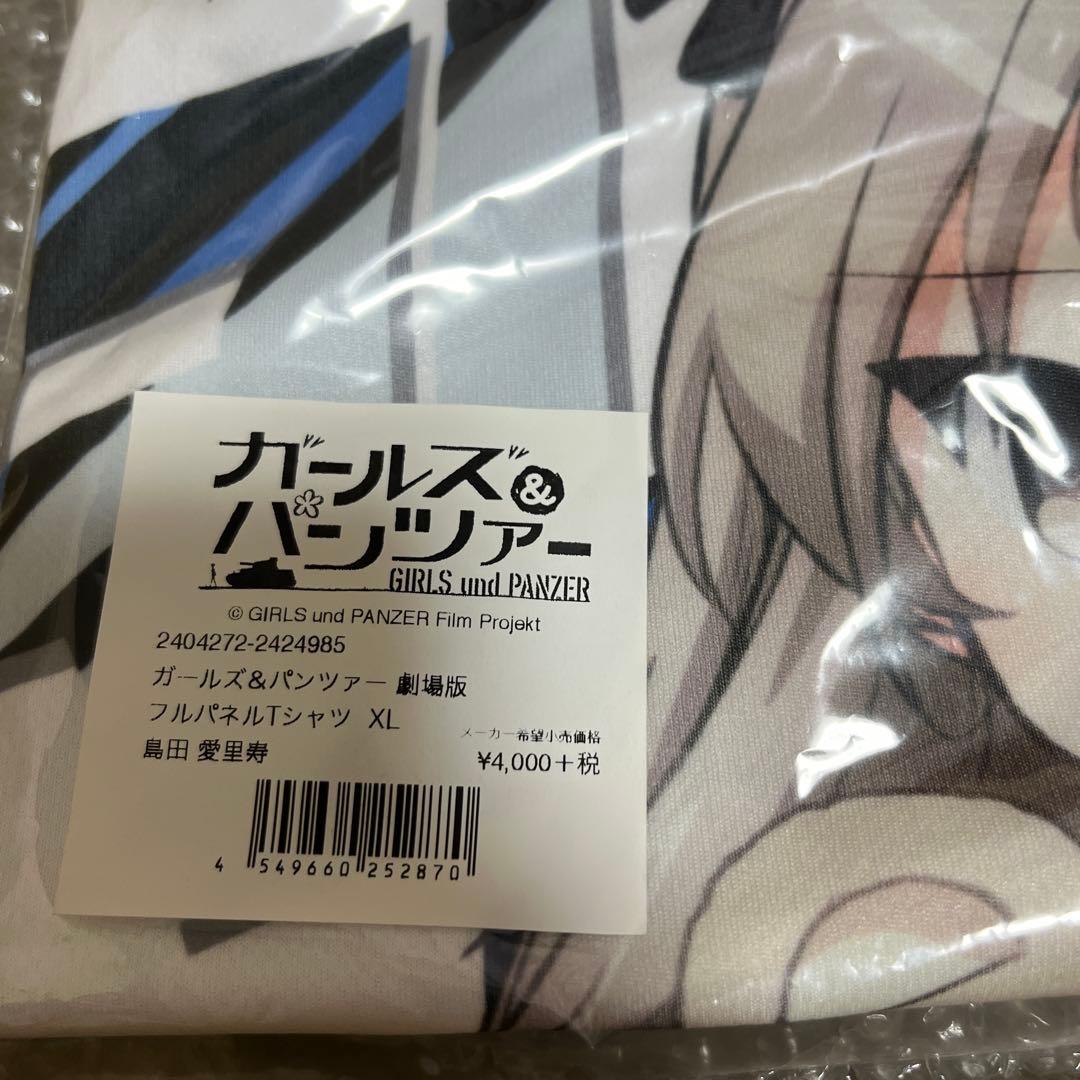 ガールズ&
パンツァー
GIRLS und PANZER
© GIRLS und PANZER Film Projekt
2404272-2424985
ガールズ&パンツァー 劇場版
フルパネルTシャツ XL
メーカー希望小売価格
島田 愛里寿
¥4,000+税
4 549660 252870